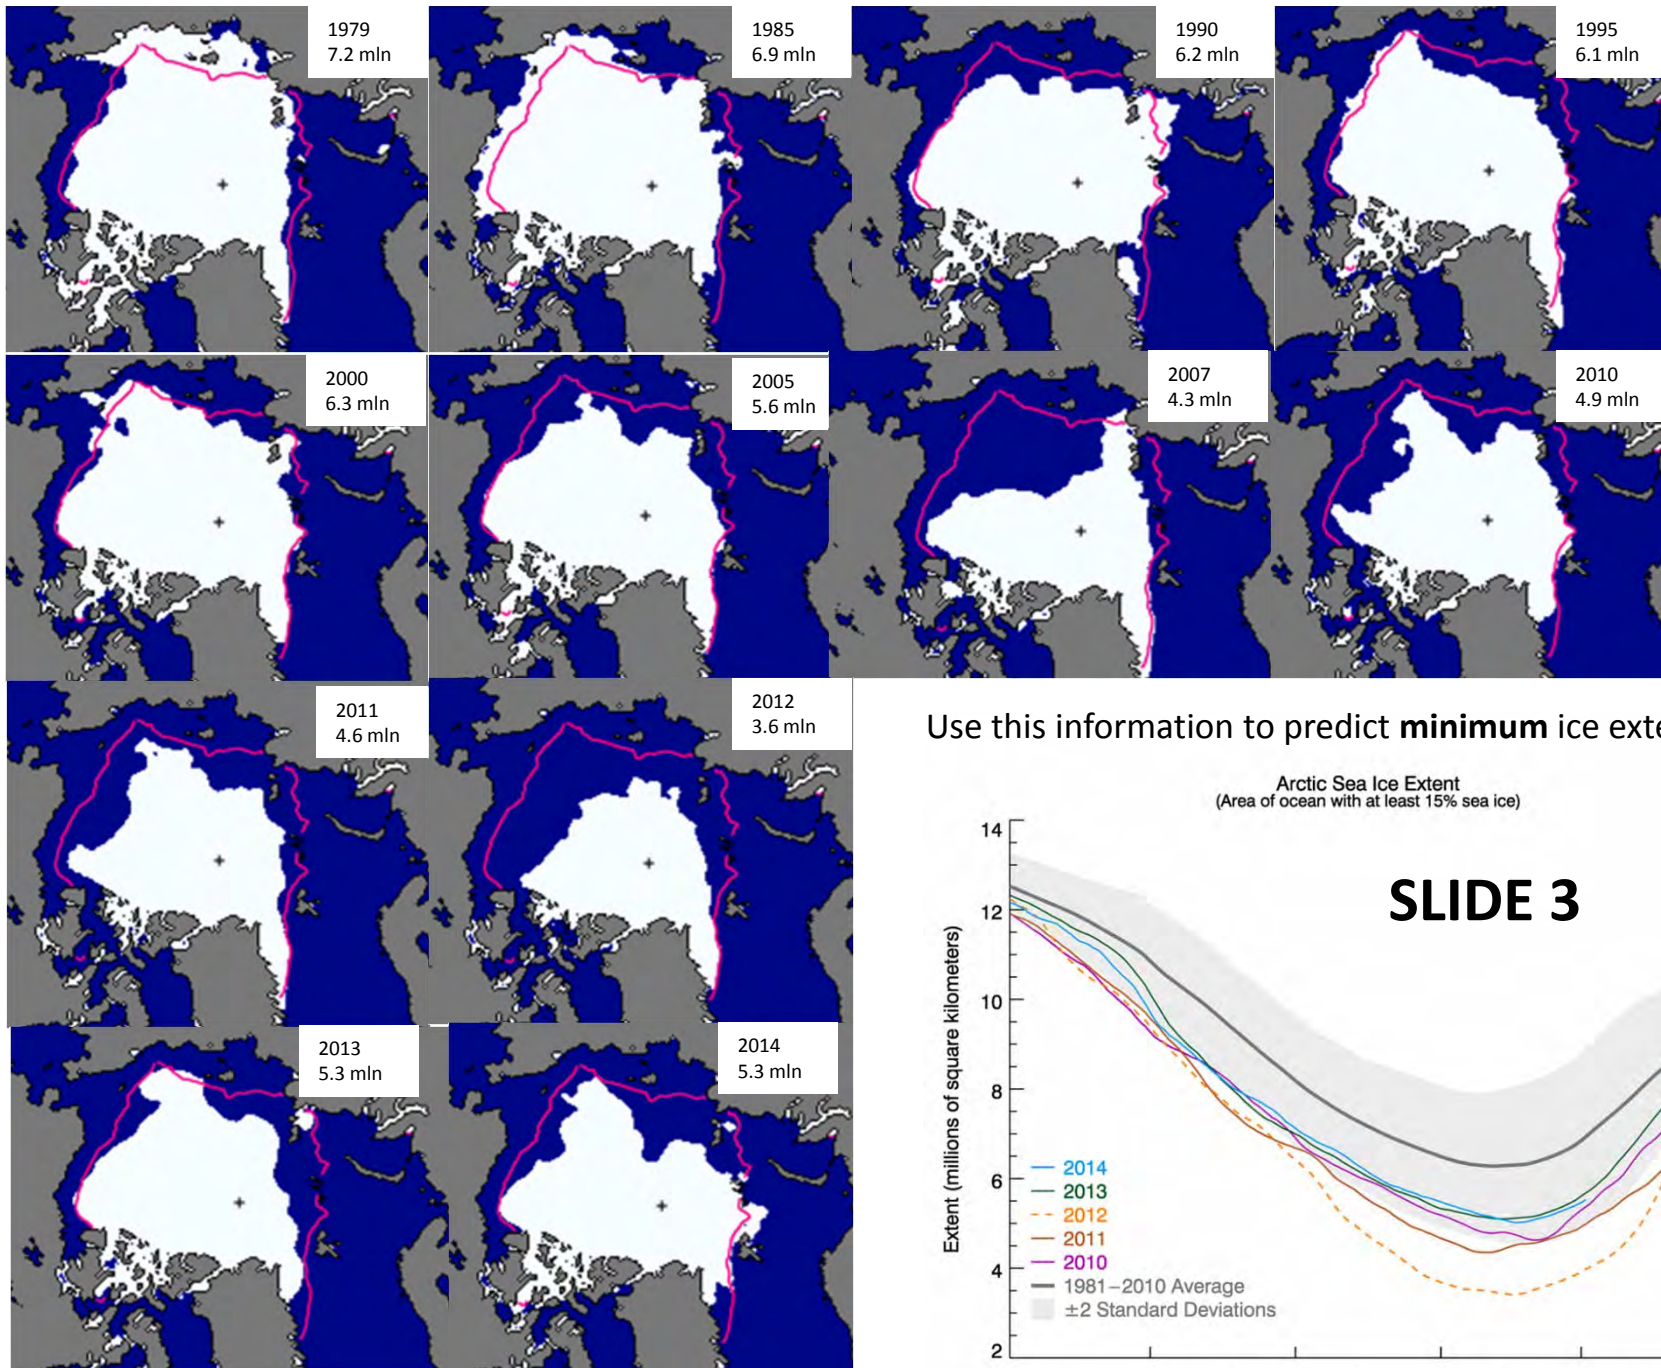 1979
7.2 mln
1985
6.9 mln
1990
6.2 mln
1995
6.1 mln
2000
6.3 mln
2005
5.6 mln
2007
4.3 mln
2010
4.9 mln
2011
4.6 mln
2012
3.6 mln
2013
5.3 mln
2014
5.3 mln
Use this information to predict minimum ice exte
Arctic Sea Ice Extent
(Area of ocean with at least 15% sea ice)
SLIDE 3
Extent (millions of square kilometers)
14
12
10
8
6
4
2
2014
2013
2012
2011
2010
1981–2010 Average
±2 Standard Deviations